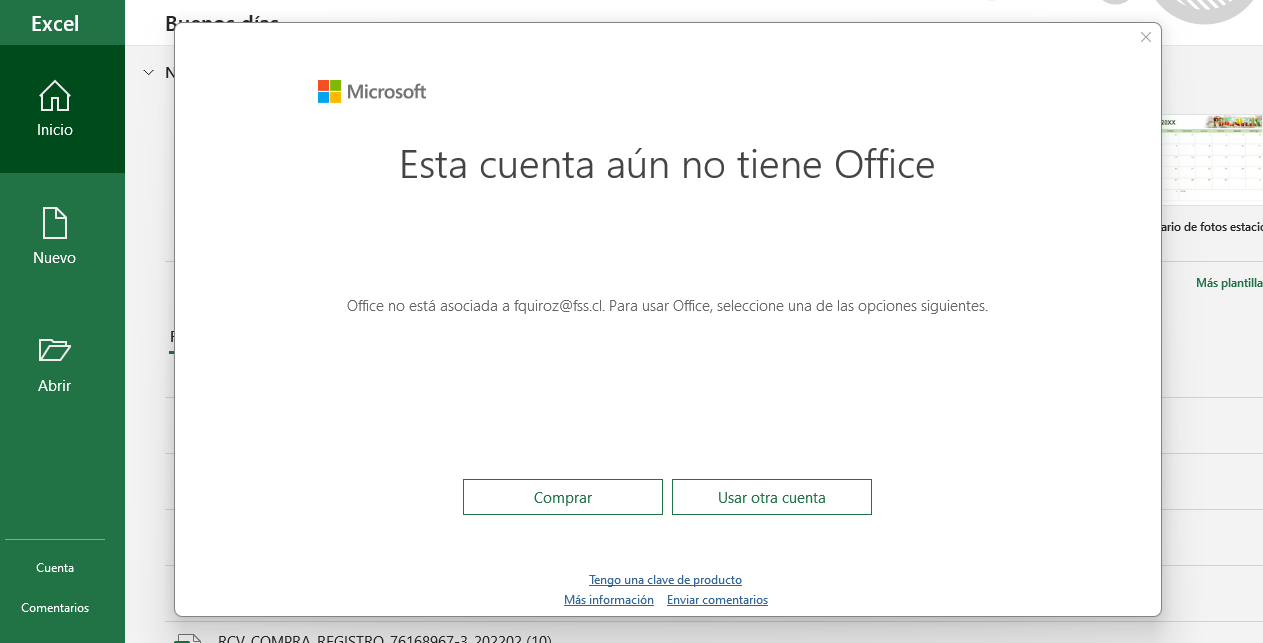 Excel
Buenos días
N
Inicio
Nuevo
Abrir
Cuenta
Comentarios
Microsoft
Esta cuenta aún no tiene Office
Office no está asociada a fquiroz@fss.cl. Para usar Office, seleccione una de las opciones siguientes.
Comprar
Usar otra cuenta
Tengo una clave de producto
Más información
Enviar comentarios
20XX
ario de fotos estacio
Más plantilla
RCV_COMPRA_REGISTRO_76168967-3_202202 (10)